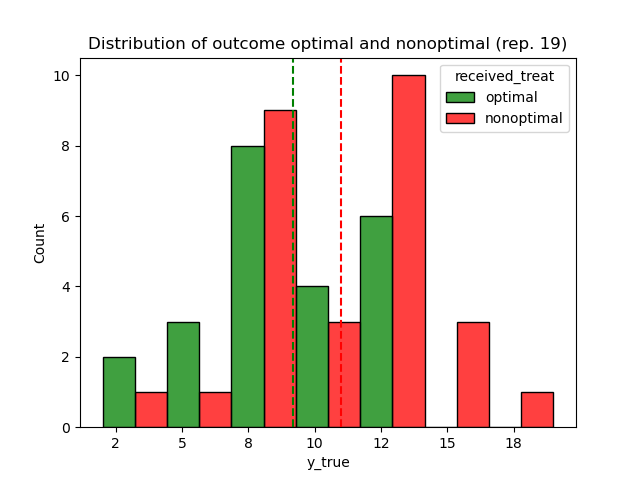 Distribution of outcome optimal and nonoptimal (rep. 19)
received_treat
optimal
nonoptimal
Count
10
8
6
4
2
0
2 5 8 10 12 15 18
y_true